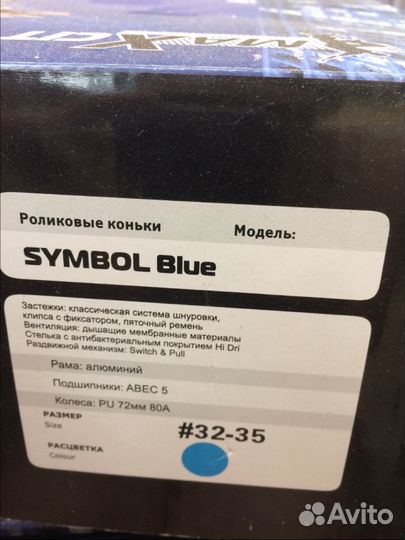 MAXCITY
Роликовые коньки
Модель:
SYMBOL Blue
Застежки: классическая система шнуровки,
клипса с фиксатором, пяточный ремень
Вентиляция: дышащие мембранные материалы
Стелька с антибактериальным покрытием Hi Dri
Раздвижной механизм: Switch & Pull
Рама: алюминий
Подшипники: ABEC 5
Колеса: PU 72мм 80A
РАЗМЕР
Size
#32-35
РАСЦВЕТКА
Colour
Avito